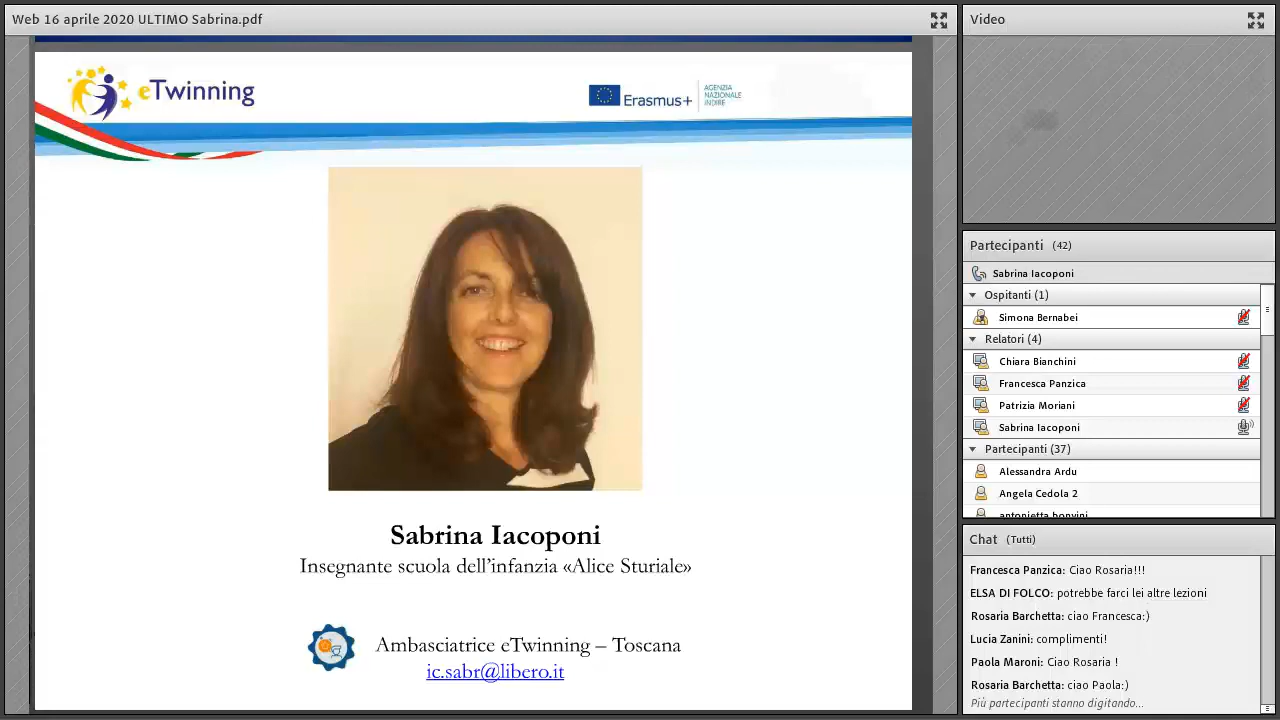 Web 16 aprile 2020 ULTIMO Sabrina.pdf
eTwinning
Erasmus+
AGENZIA
NAZIONALE
INDIRE
Sabrina Iacoponi
Insegnante scuola dell’infanzia «Alice Sturiale»
Ambasciatrice eTwinning – Toscana
ic.sabr@libero.it
Video
Partecipanti (42)
Sabrina Iacoponi
Ospitanti (1)
Simona Bernabei
Relatori (4)
Chiara Bianchini
Francesca Panzica
Patrizia Moriani
Sabrina Iacoponi
Partecipanti (37)
Alessandra Ardu
Angela Cedola 2
antonietta bonvini
Chat (Tutti)
Francesca Panzica: Ciao Rosaria!!!
ELSA DI FOLCO: potrebbe farci lei altre lezioni
Rosaria Barchetta: ciao Francesca:)
Lucia Zanini: complimenti!
Paola Maroni: Ciao Rosaria !
Rosaria Barchetta: ciao Paola:)
Più partecipanti stanno digitando...